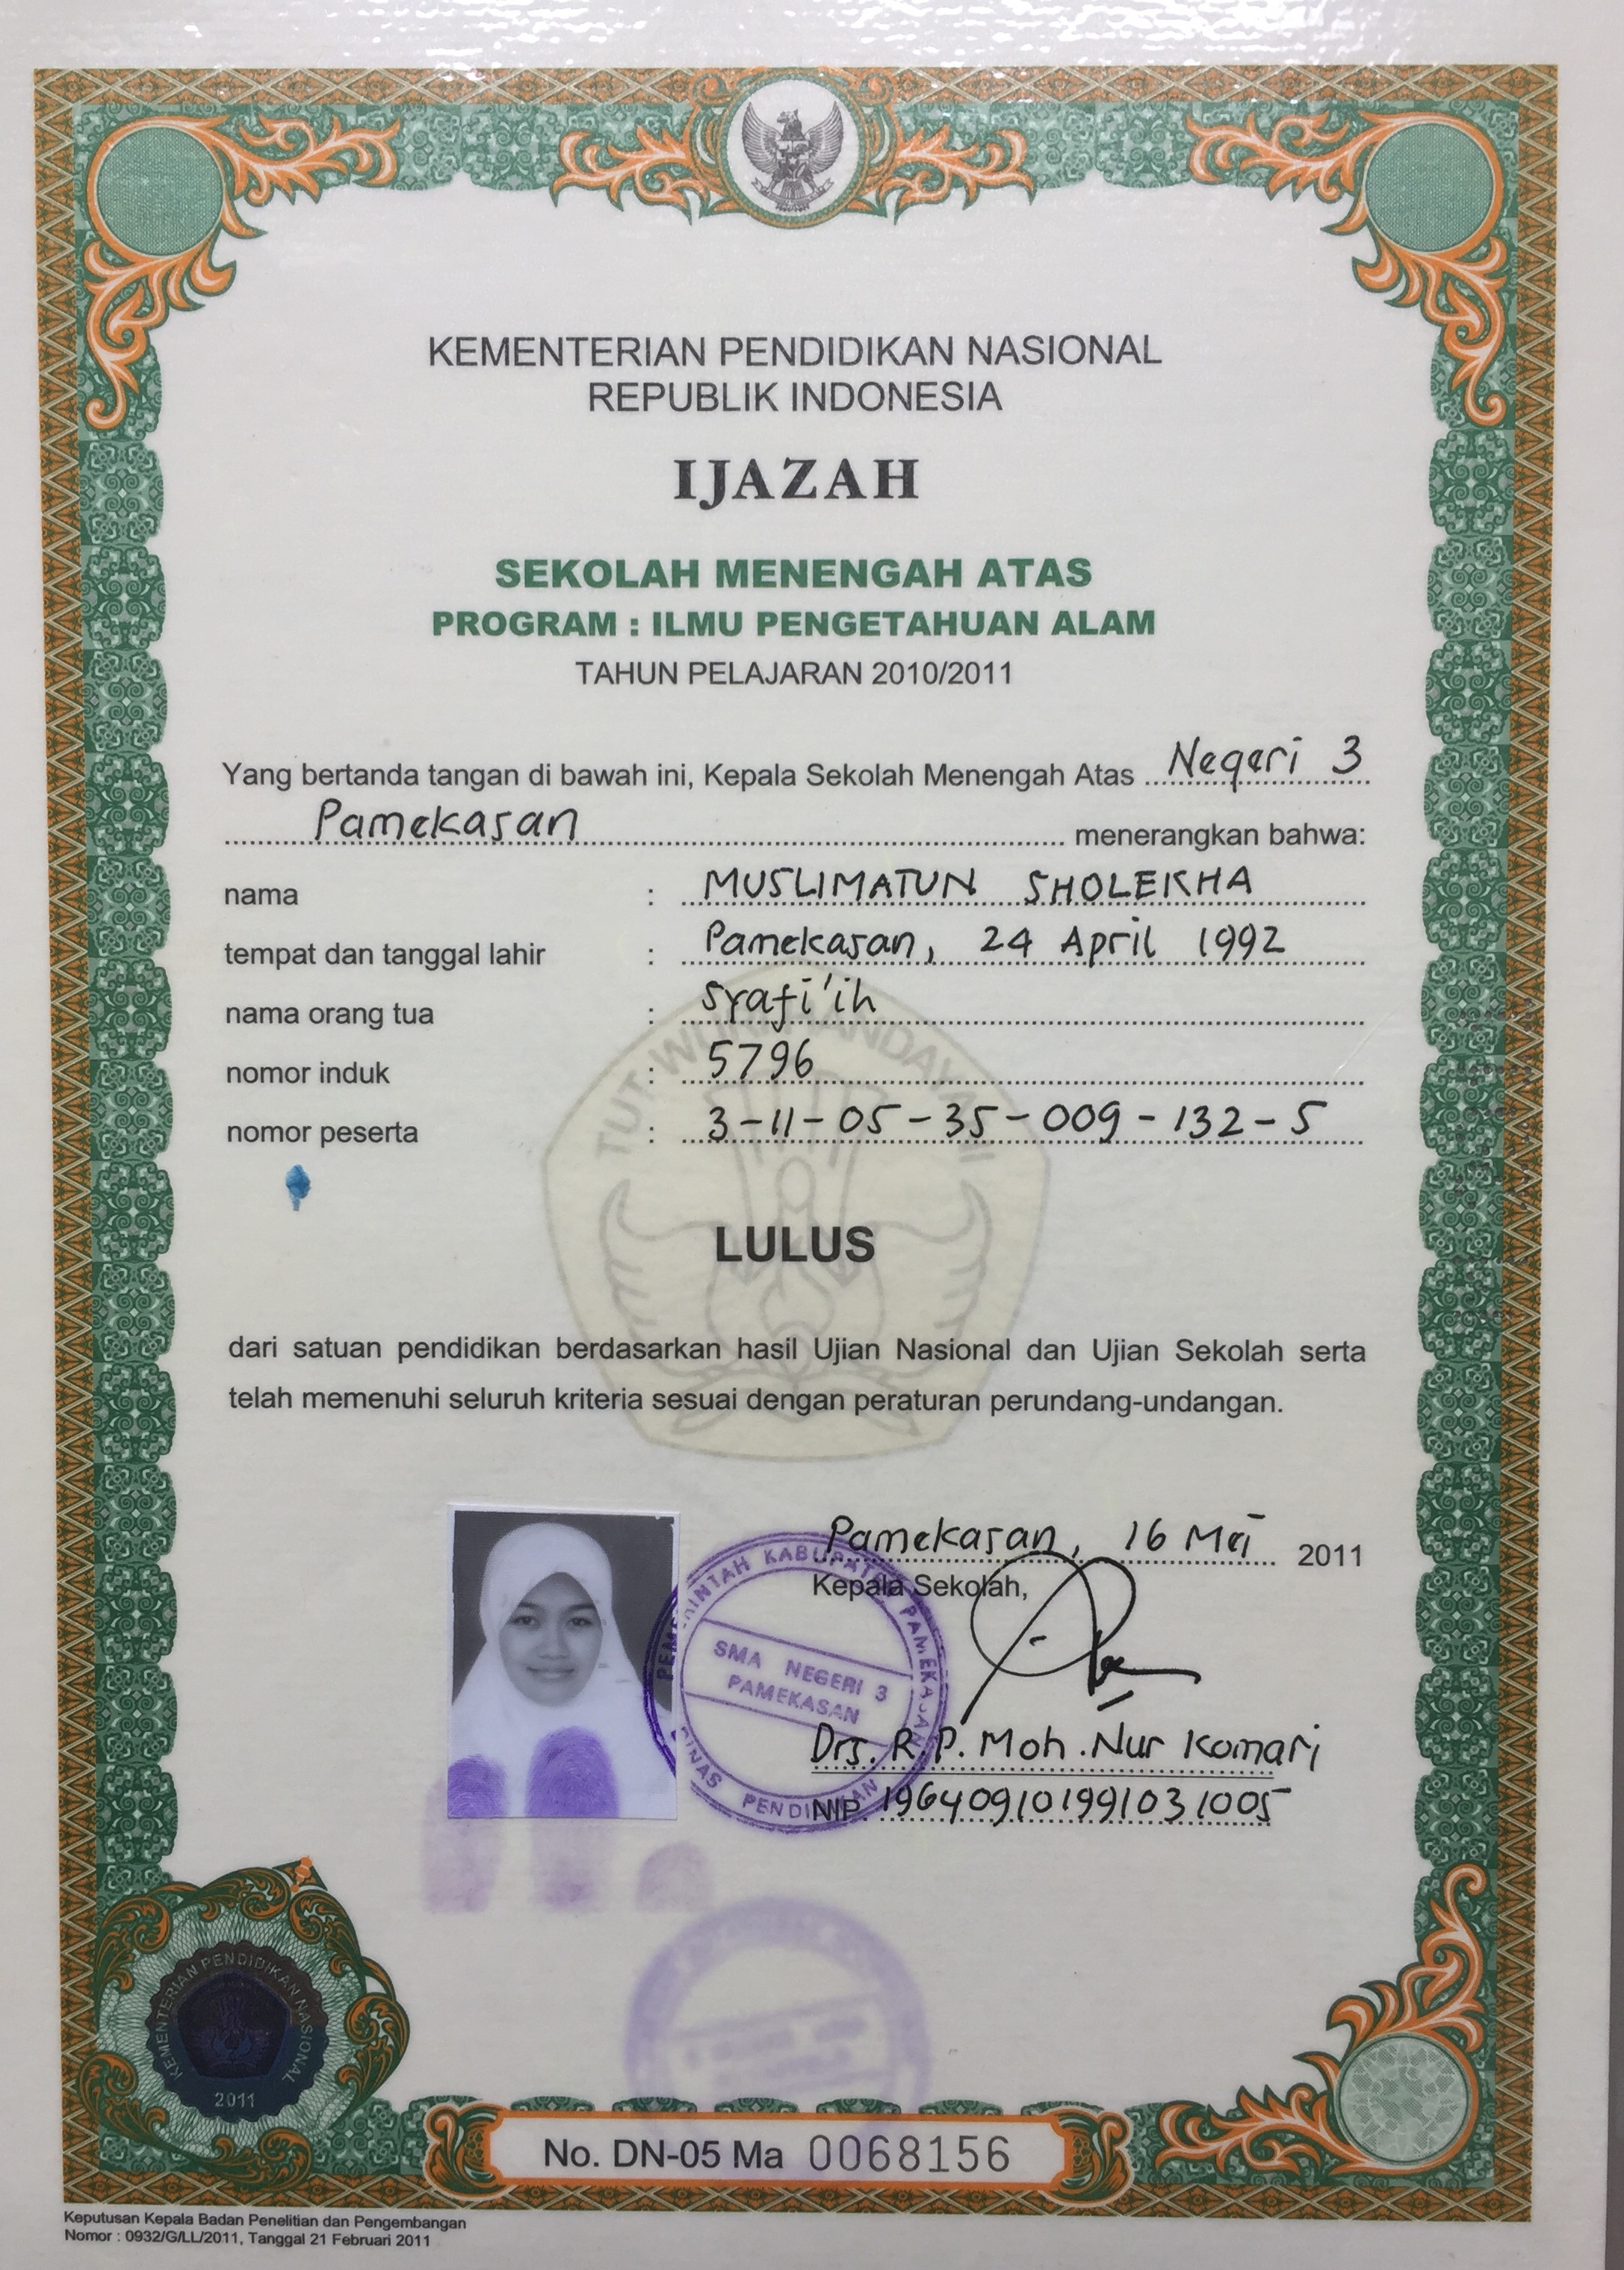 KEMENTERIAN PENDIDIKAN NASIONAL
REPUBLIK INDONESIA
IJAZAH
SEKOLAH MENENGAH ATAS
PROGRAM : ILMU PENGETAHUAN ALAM
TAHUN PELAJARAN 2010/2011
Yang bertanda tangan di bawah ini, Kepala Sekolah Menengah Atas Negeri 3
Pamekasan menerangkan bahwa:
nama : MUSLIMATUN SHOLEKHA
tempat dan tanggal lahir : Pamekasan, 24 April 1992
nama orang tua : Syafi'ih
nomor induk : 5796
nomor peserta : 3-11-05-35-009-132-5
TUT WURI HANDAYANI
LULUS
dari satuan pendidikan berdasarkan hasil Ujian Nasional dan Ujian Sekolah serta
telah memenuhi seluruh kriteria sesuai dengan peraturan perundang-undangan.
Pamekasan, 16 Mei 2011
Kepala Sekolah,
PEMERINTAH KABUPATEN PAMEKASAN
SMA NEGERI 3
PAMEKASAN
DINAS PENDIDIKAN
Drs. R.P. Moh. Nur Komari
NIP. 196409101991031005
KEMENTERIAN PENDIDIKAN NASIONAL
2011
No. DN-05 Ma 0068156
Keputusan Kepala Badan Penelitian dan Pengembangan
Nomor : 0932/G/LL/2011, Tanggal 21 Februari 2011